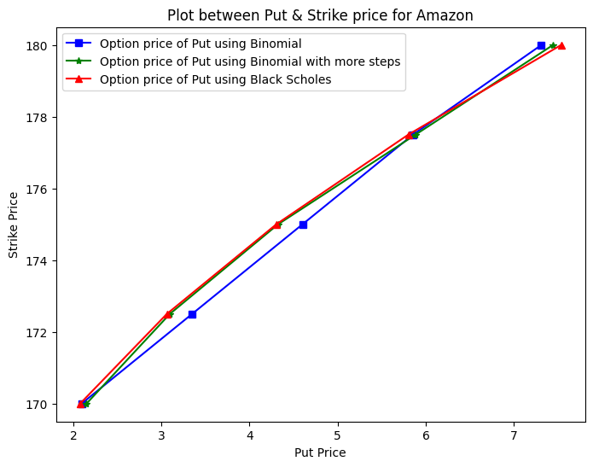 Plot between Put & Strike price for Amazon
Option price of Put using Binomial
Option price of Put using Binomial with more steps
Option price of Put using Black Scholes
180
178
176
174
172
170
Strike Price
2 3 4 5 6 7
Put Price